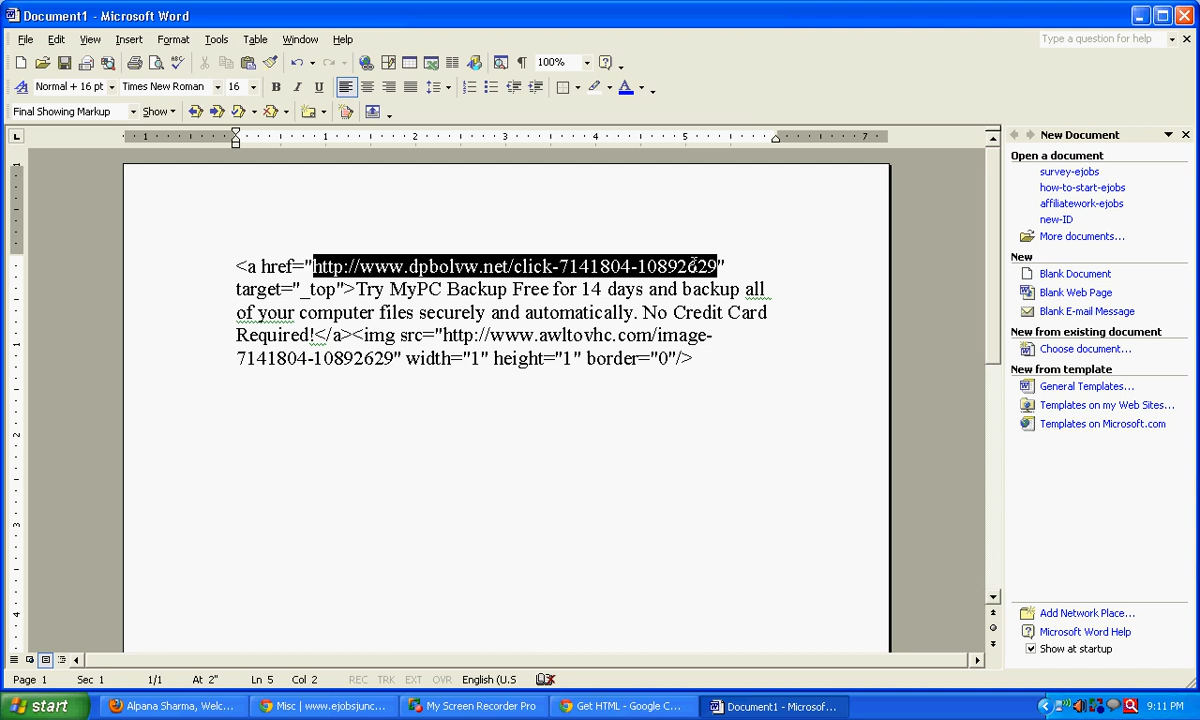 Document1 - Microsoft Word
File Edit View Insert Format Tools Table Window Help
Type a question for help
100%
Normal + 16 pt Times New Roman 16 B I U A
Final Showing Markup Show
1 1 2 3 4 5 7
New Document
Open a document
survey-ejobs
how-to-start-ejobs
affiliatework-ejobs
new-ID
More documents...
New
Blank Document
Blank Web Page
Blank E-mail Message
New from existing document
Choose document...
New from template
General Templates...
Templates on my Web Sites...
Templates on Microsoft.com
<a href="http://www.dpbolvw.net/click-7141804-10892629"
target="_top">Try MyPC Backup Free for 14 days and backup all
of your computer files securely and automatically. No Credit Card
Required!</a><img src="http://www.awltovhc.com/image-
7141804-10892629" width="1" height="1" border="0"/>
Add Network Place...
Microsoft Word Help
Show at startup
Page 1 Sec 1 1/1 At 2" Ln 5 Col 2 REC TRK EXT OVR English (U.S
start Alpana Sharma, Welc... Misc | www.ejobsjunc... My Screen Recorder Pro Get HTML - Google C... Document1 - Microsof... 9:11 PM